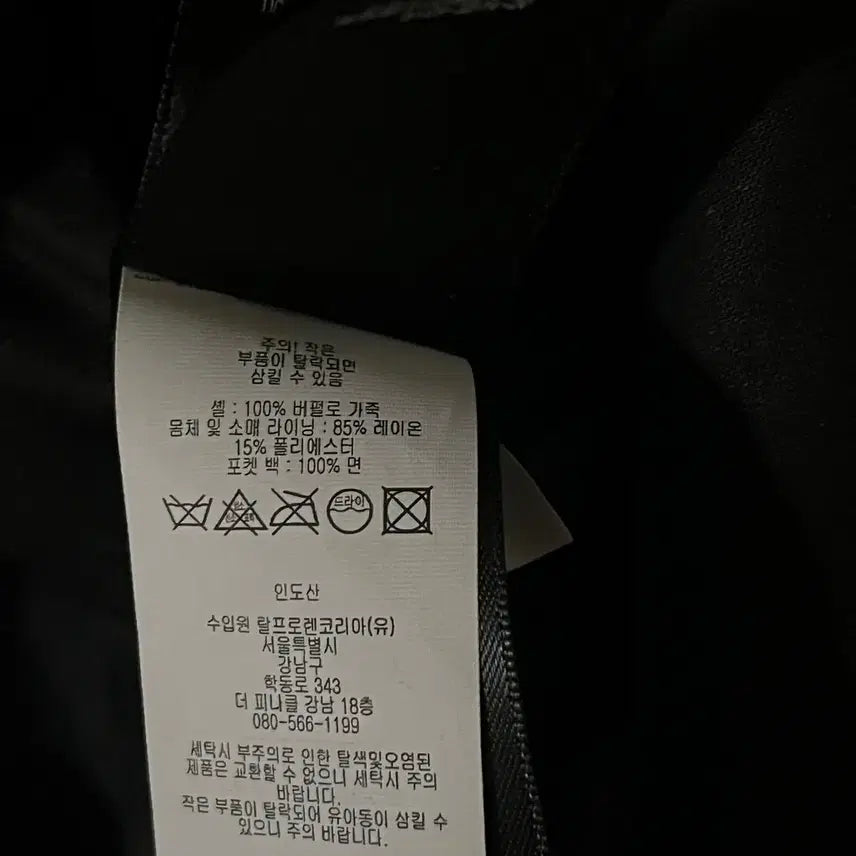 주의! 작은
부품이 탈락되면
삼킬 수 있음
셸 : 100% 버펄로 가죽
몸체 및 소매 라이닝 : 85% 레이온
15% 폴리에스터
포켓 백 : 100% 면
드라이
인도산
수입원 랄프로렌코리아(유)
서울특별시
강남구
학동로 343
더 피나클 강남 18층
080-566-1199
세탁시 부주의로 인한 탈색및오염된
제품은 교환할 수 없으니 세탁시 주의
바랍니다.
작은 부품이 탈락되어 유아동이 삼킬 수
있으니 주의 바랍니다.